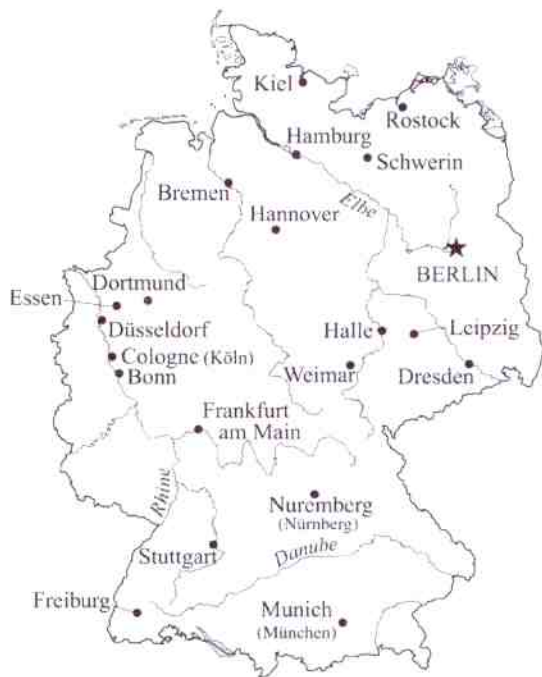 Kiel
Rostock
Hamburg
Schwerin
Bremen
Elbe
Hannover
BERLIN
Dortmund
Essen
Düsseldorf
Halle
Leipzig
Cologne (Köln)
Weimar
Dresden
Bonn
Frankfurt
am Main
Rhine
Nuremberg
(Nürnberg)
Stuttgart
Danube
Freiburg
Munich
(München)